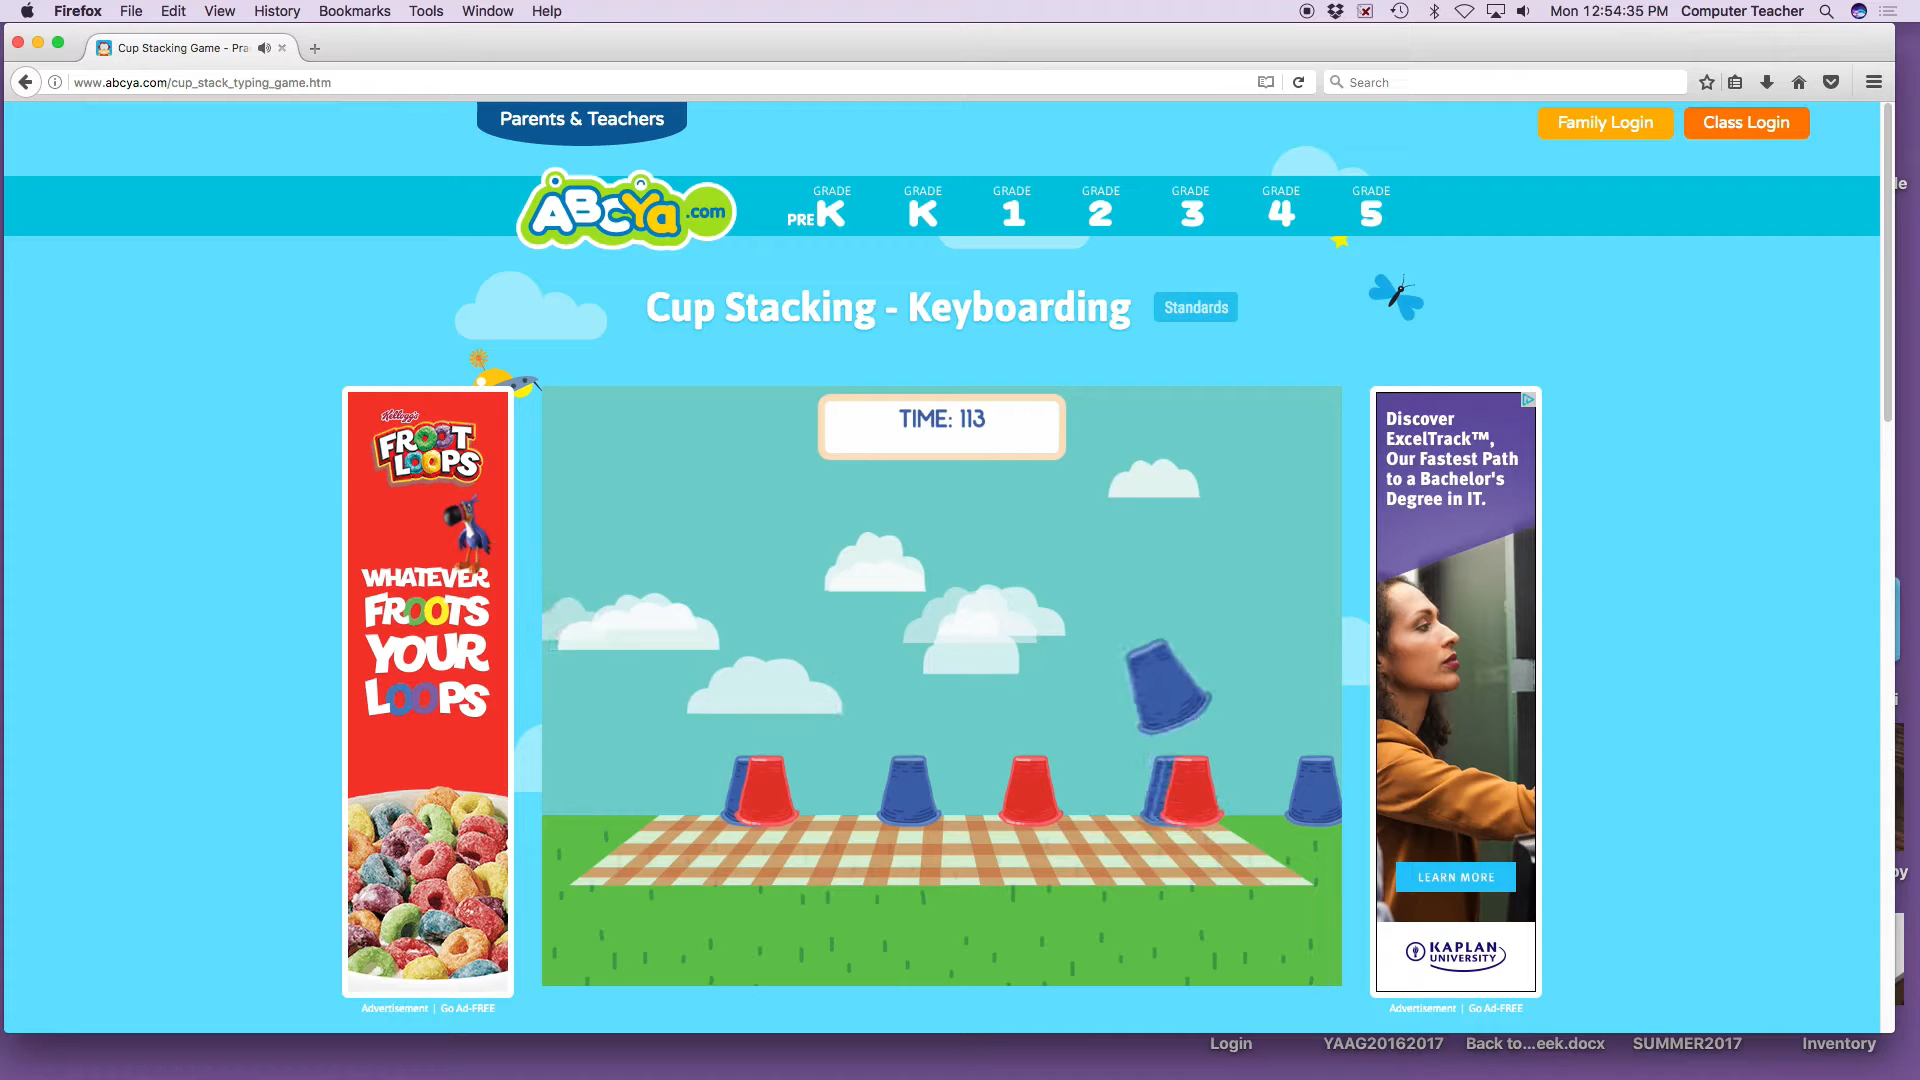 Firefox File Edit View History Bookmarks Tools Window Help Mon 12:54:35 PM Computer Teacher
Cup Stacking Game - Pra
www.abcya.com/cup_stack_typing_game.htm Search
Parents & Teachers
Family Login Class Login
ABCYa.com
GRADE GRADE GRADE GRADE GRADE GRADE GRADE
PREK K 1 2 3 4 5
Cup Stacking - Keyboarding Standards
TIME: 113
Kellogg's
FROOT
LOOPS
WHATEVER
FROOTS
YOUR
LOOPS
Advertisement | Go Ad-FREE
Discover
ExcelTrack™,
Our Fastest Path
to a Bachelor's
Degree in IT.
LEARN MORE
KAPLAN
UNIVERSITY
Advertisement | Go Ad-FREE
Login YAAG20162017 Back to...eek.docx SUMMER2017 Inventory